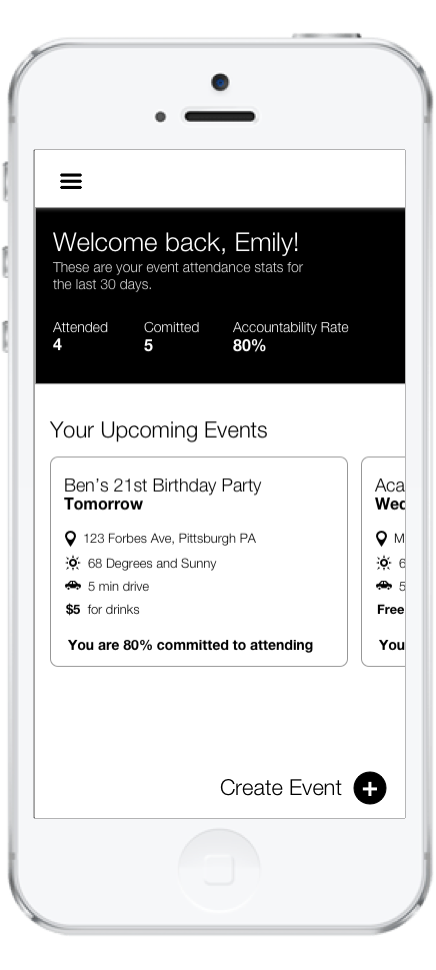 Welcome back, Emily!
These are your event attendance stats for
the last 30 days.
Attended Comitted Accountability Rate
4 5 80%
Your Upcoming Events
Ben's 21st Birthday Party
Tomorrow
123 Forbes Ave, Pittsburgh PA
68 Degrees and Sunny
5 min drive
$5 for drinks
You are 80% committed to attending
Aca
Wed
M
6
5
Free
You
Create Event